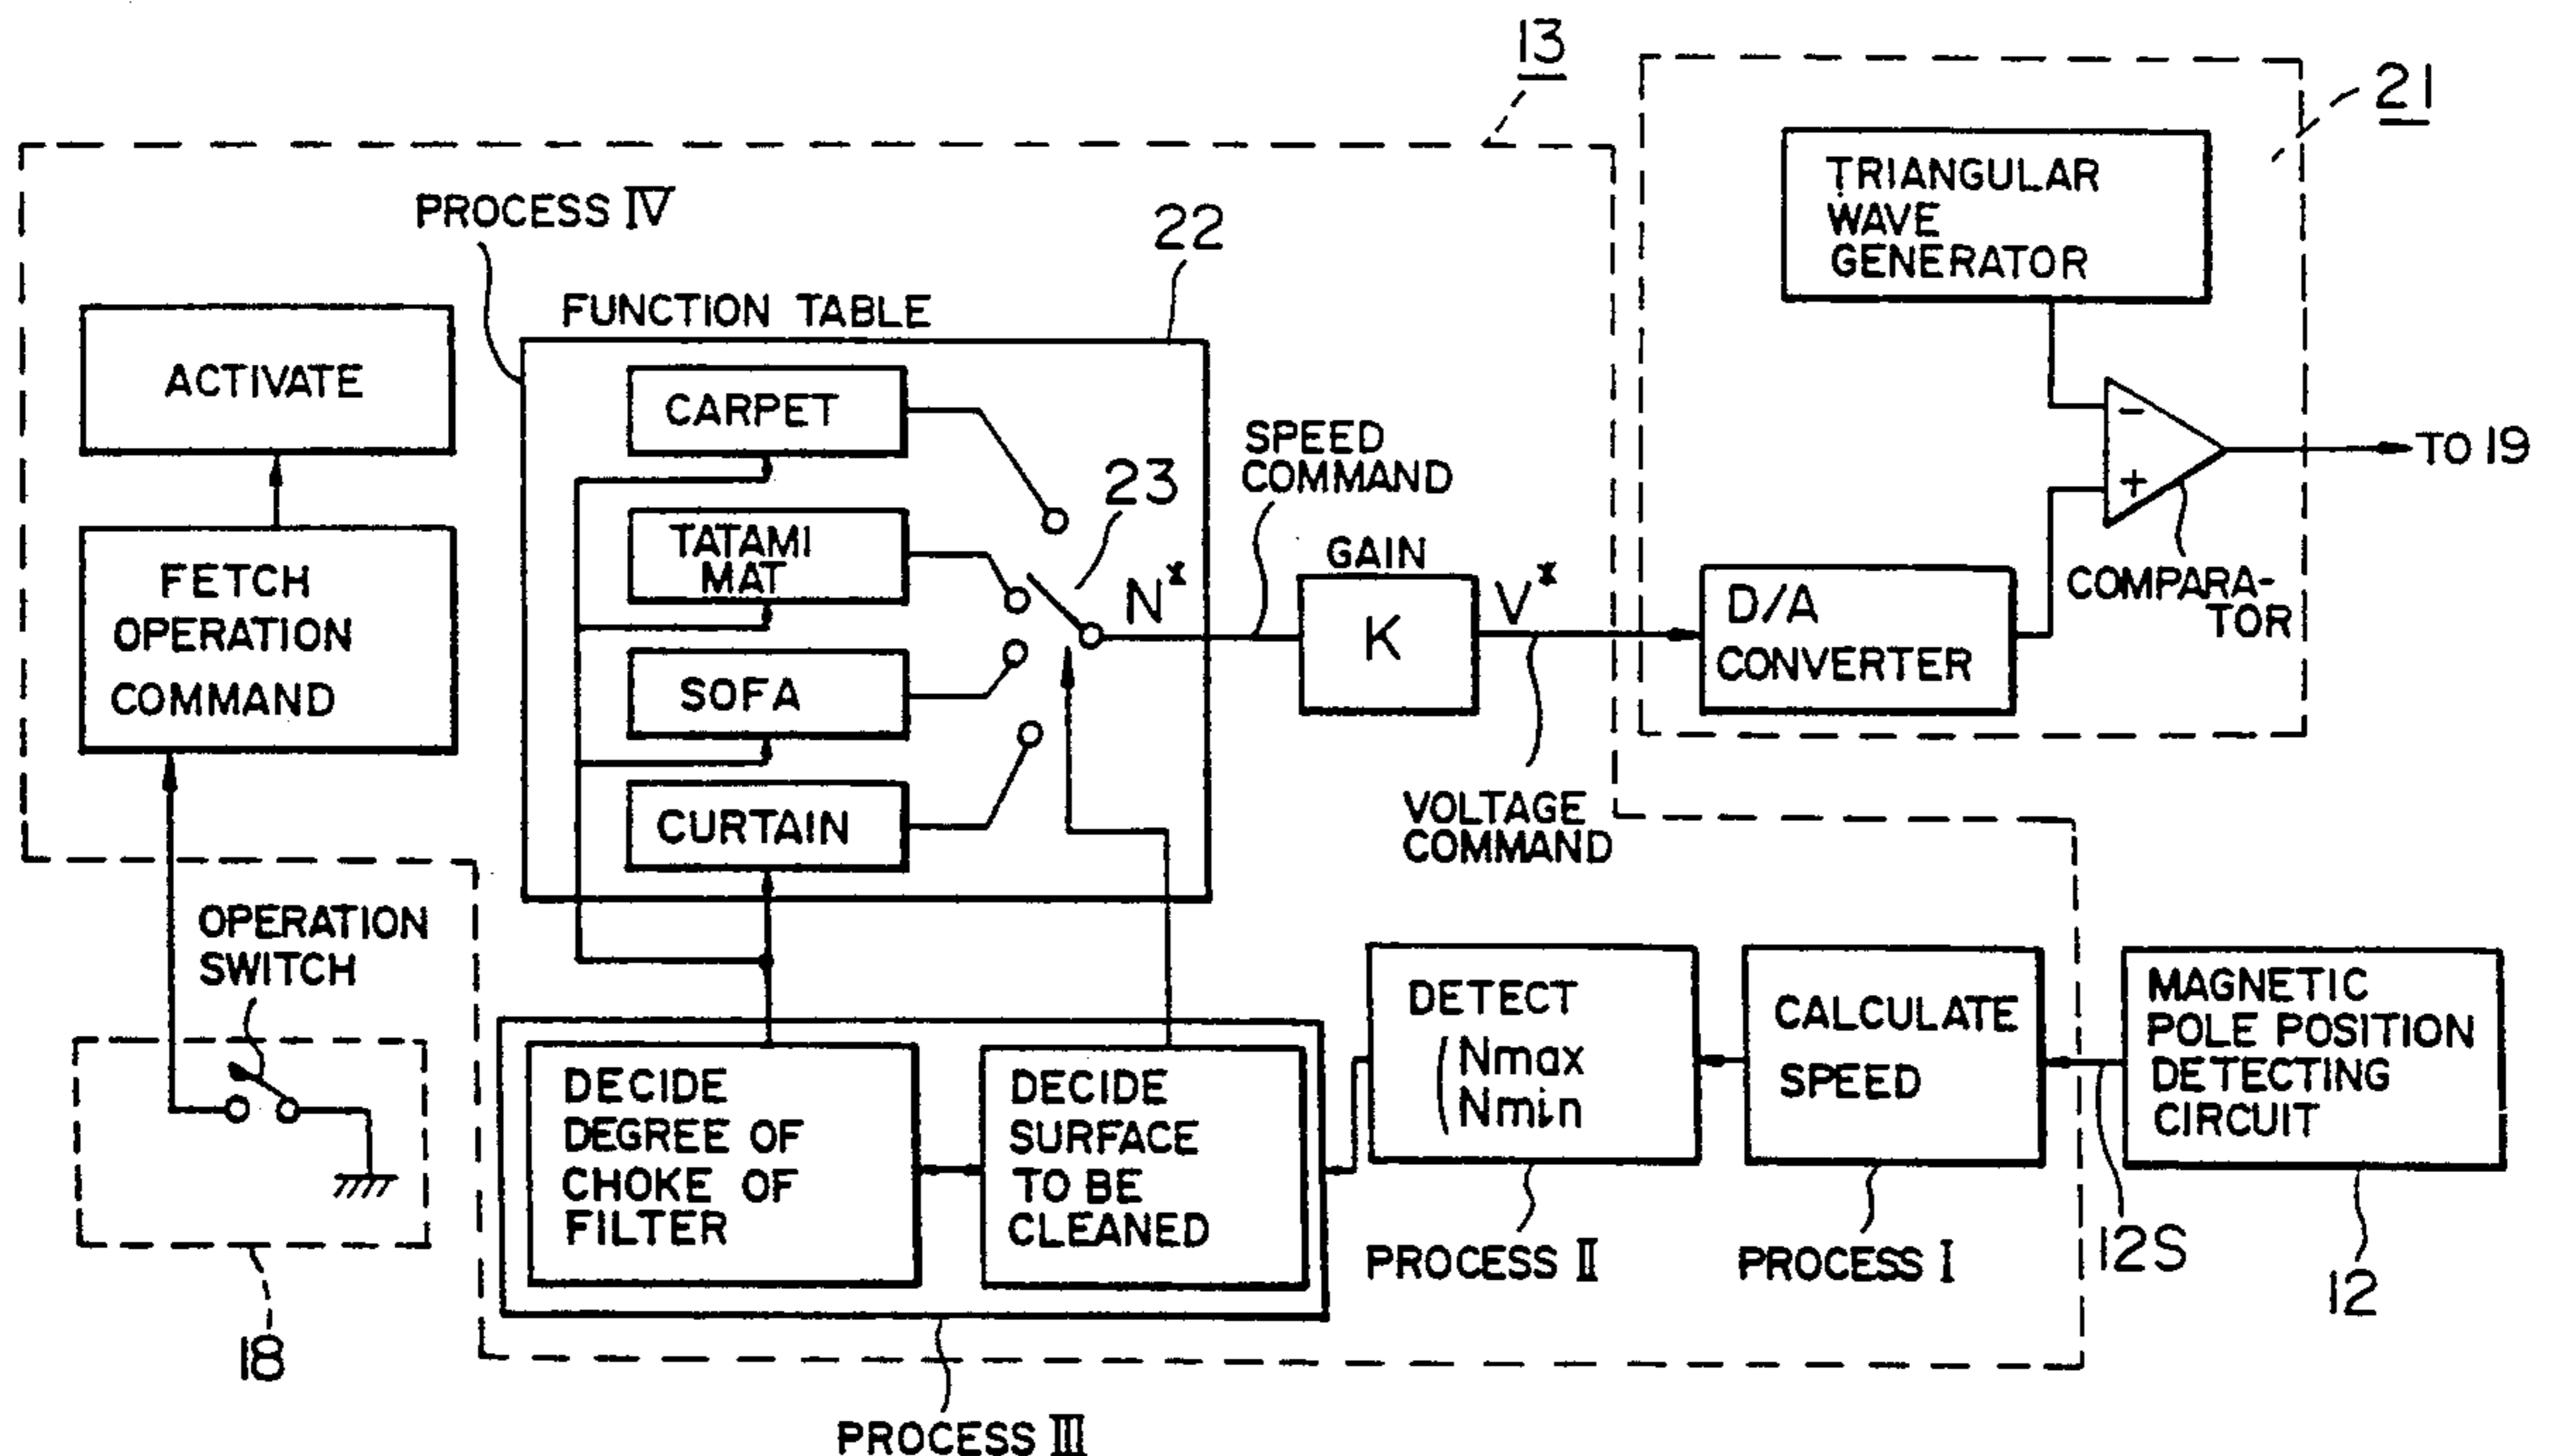 13
21
TRIANGULAR
WAVE
GENERATOR
PROCESS IV
22
FUNCTION TABLE
ACTIVATE
CARPET
-
SPEED
COMMAND
TO 19
23
+
TATAMI
MAT
N*
GAIN
K
V*
D/A
CONVERTER
COMPARA-
TOR
FETCH
OPERATION
COMMAND
SOFA
CURTAIN
VOLTAGE
COMMAND
OPERATION
SWITCH
DETECT
(Nmax
Nmin
CALCULATE
SPEED
MAGNETIC
POLE POSITION
DETECTING
CIRCUIT
DECIDE
DEGREE OF
CHOKE OF
FILTER
DECIDE
SURFACE
TO BE
CLEANED
PROCESS II
PROCESS I
12S
12
18
PROCESS III